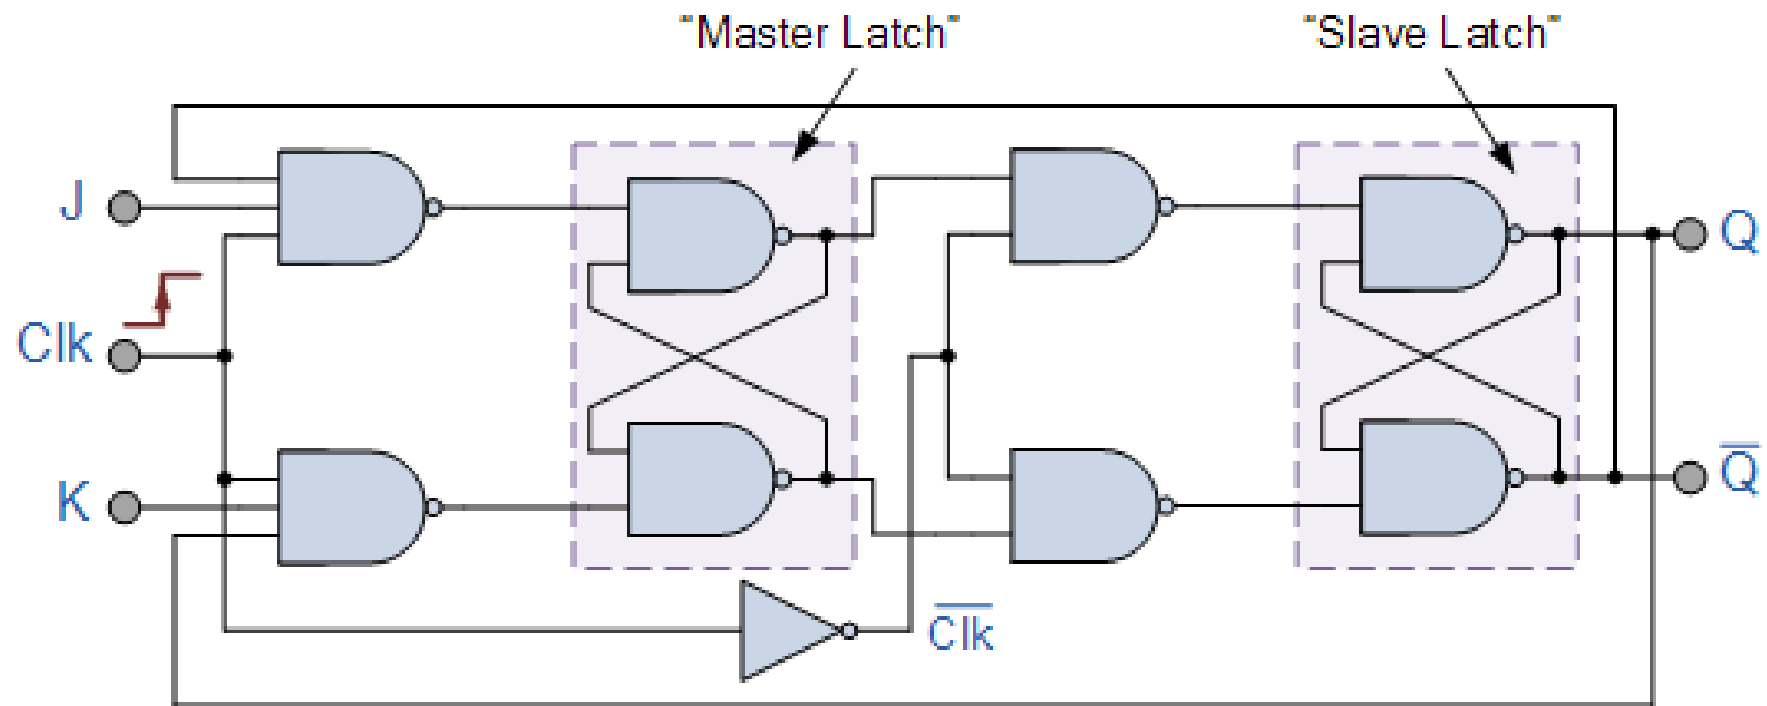 “Master Latch”
“Slave Latch”
J
Q
Clk
K
Q̅
C̅l̅k̅